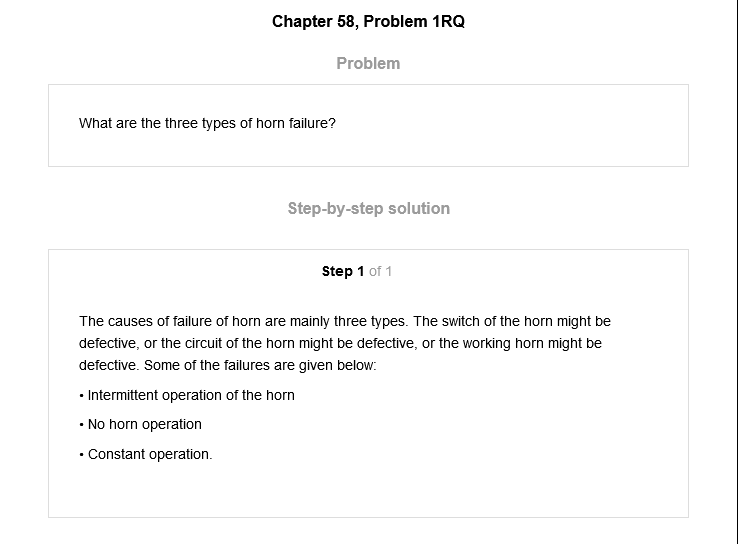 Chapter 58, Problem 1RQ
Problem
What are the three types of horn failure?
Step-by-step solution
Step 1 of 1
The causes of failure of horn are mainly three types. The switch of the horn might be
defective, or the circuit of the horn might be defective, or the working horn might be
defective. Some of the failures are given below:
• Intermittent operation of the horn
• No horn operation
• Constant operation.